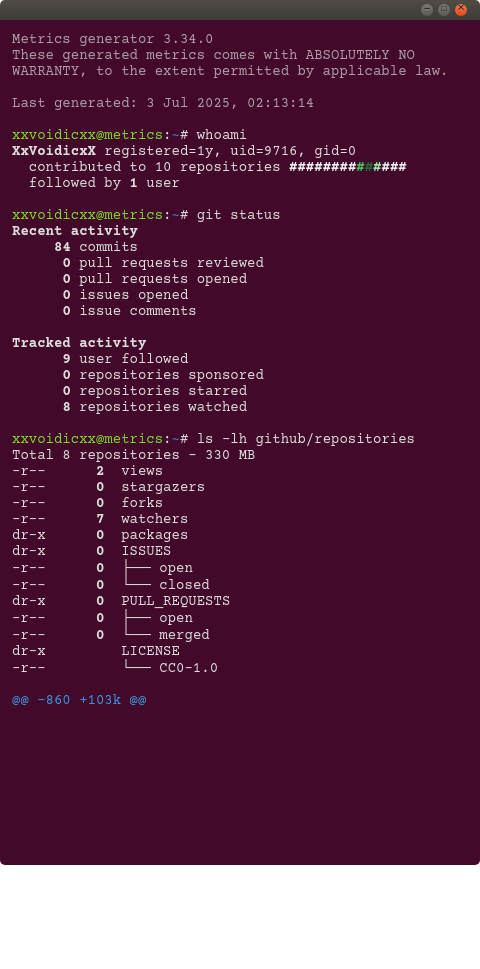 Metrics generator 3.34.0
These generated metrics comes with ABSOLUTELY NO
WARRANTY, to the extent permitted by applicable law.
Last generated: 3 Jul 2025, 02:13:14
xxvoidicxx@metrics:~# whoami
XxVoidicxX registered=1y, uid=9716, gid=0
contributed to 10 repositories ##############
followed by 1 user
xxvoidicxx@metrics:~# git status
Recent activity
84 commits
0 pull requests reviewed
0 pull requests opened
0 issues opened
0 issue comments
Tracked activity
9 user followed
0 repositories sponsored
0 repositories starred
8 repositories watched
xxvoidicxx@metrics:~# ls -lh github/repositories
Total 8 repositories - 330 MB
-r-- 2 views
-r-- 0 stargazers
-r-- 0 forks
-r-- 7 watchers
dr-x 0 packages
dr-x 0 ISSUES
-r-- 0 ├── open
-r-- 0 └── closed
dr-x 0 PULL_REQUESTS
-r-- 0 ├── open
-r-- 0 └── merged
dr-x LICENSE
-r-- └── CC0-1.0
@@ -860 +103k @@